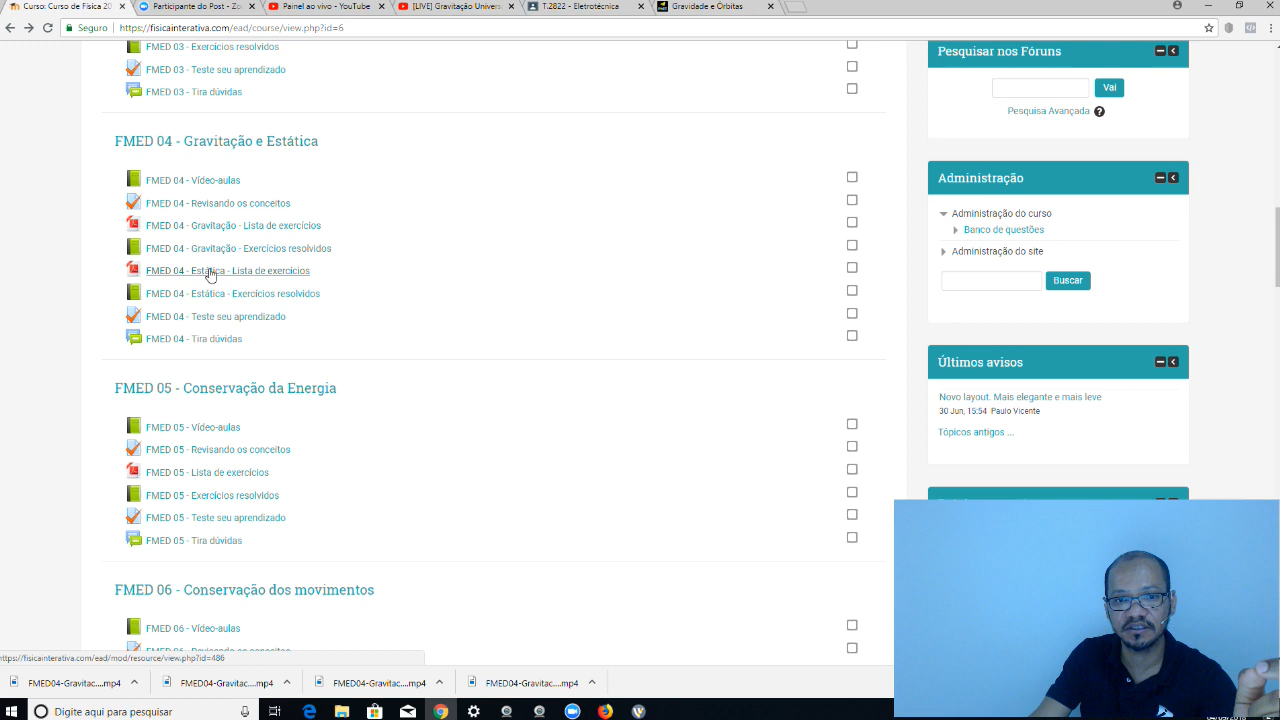 Curso: Curso de Física 20
Participante do Post - Zo
Painel ao vivo - YouTube
[LIVE] Gravitação Univers
T.2822 - Eletrotécnica
Gravidade e Órbitas
Seguro
https://fisicainterativa.com/ead/course/view.php?id=6
FMED 03 - Exercícios resolvidos
FMED 03 - Teste seu aprendizado
FMED 03 - Tira dúvidas
FMED 04 - Gravitação e Estática
FMED 04 - Vídeo-aulas
FMED 04 - Revisando os conceitos
FMED 04 - Gravitação - Lista de exercícios
FMED 04 - Gravitação - Exercícios resolvidos
FMED 04 - Estática - Lista de exercícios
FMED 04 - Estática - Exercícios resolvidos
FMED 04 - Teste seu aprendizado
FMED 04 - Tira dúvidas
FMED 05 - Conservação da Energia
FMED 05 - Vídeo-aulas
FMED 05 - Revisando os conceitos
FMED 05 - Lista de exercícios
FMED 05 - Exercícios resolvidos
FMED 05 - Teste seu aprendizado
FMED 05 - Tira dúvidas
FMED 06 - Conservação dos movimentos
FMED 06 - Vídeo-aulas
FMED 06 - Revisando os conceitos
Pesquisar nos Fóruns
Vai
Pesquisa Avançada
Administração
Administração do curso
Banco de questões
Administração do site
Buscar
Últimos avisos
Novo layout. Mais elegante e mais leve
30 Jun, 15:54 Paulo Vicente
Tópicos antigos ...
https://fisicainterativa.com/ead/mod/resource/view.php?id=486
FMED04-Gravitac....mp4
FMED04-Gravitac....mp4
FMED04-Gravitac....mp4
FMED04-Gravitac....mp4
Digite aqui para pesquisar